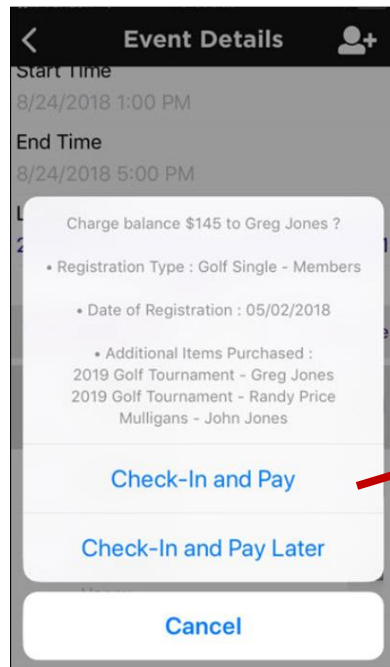 Event Details
Start Time
8/24/2018 1:00 PM
End Time
8/24/2018 5:00 PM
Charge balance $145 to Greg Jones ?
• Registration Type : Golf Single - Members
• Date of Registration : 05/02/2018
• Additional Items Purchased :
2019 Golf Tournament - Greg Jones
2019 Golf Tournament - Randy Price
Mulligans - John Jones
Check-In and Pay
Check-In and Pay Later
Cancel